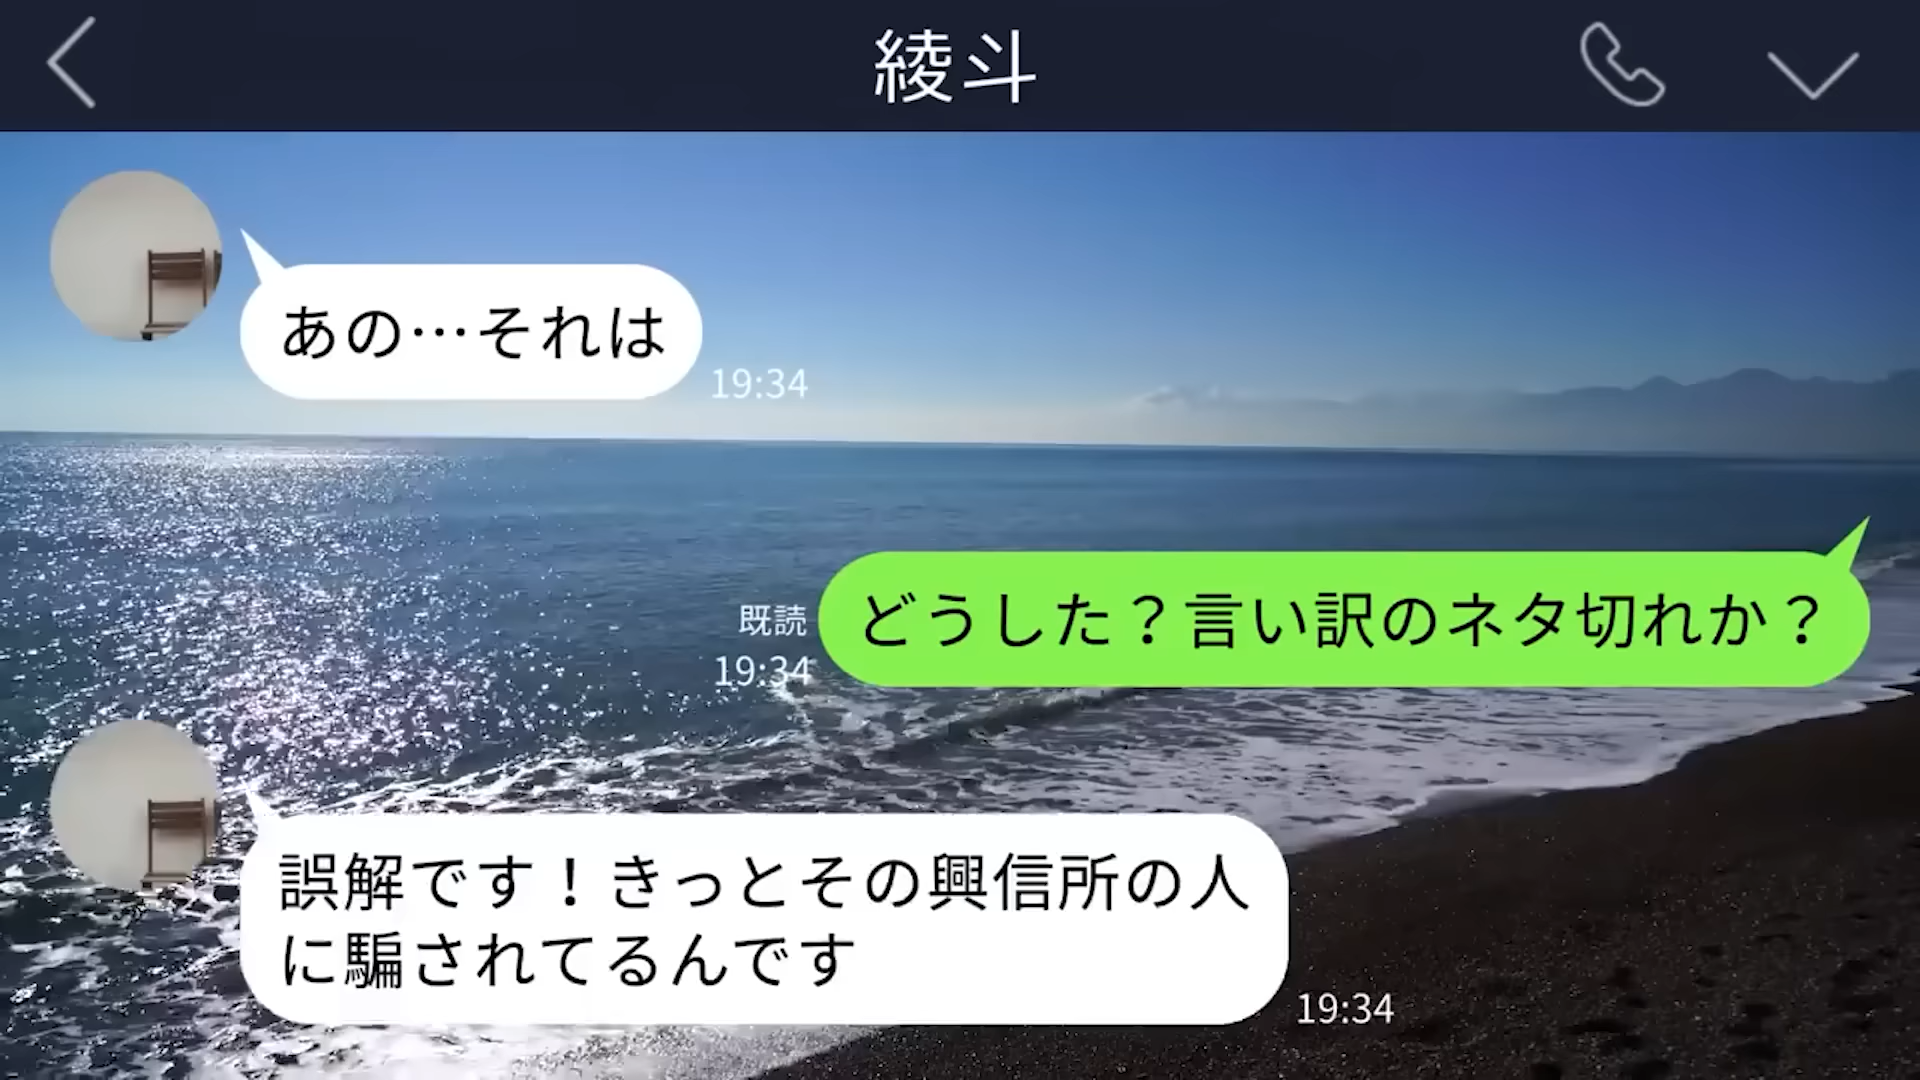 綾斗
あの…それは
19:34
どうした？言い訳のネタ切れか？
既読
19:34
誤解です！きっとその興信所の人
に騙されてるんです
19:34